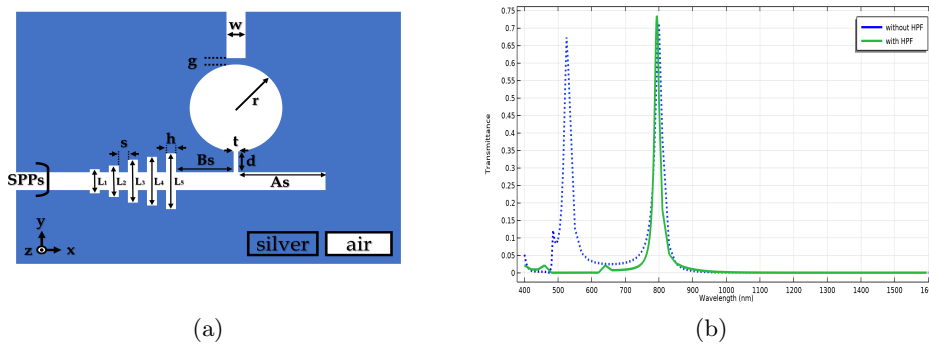 w
g
r
t
s
h
d
Bs
SPPs
L1
L2
L3
L4
L5
As
y
z
x
silver
air
(a)
0.75
0.7
0.65
0.6
0.55
0.5
0.45
0.4
0.35
0.3
0.25
0.2
0.15
0.1
0.05
0
Transmittance
without HPF
with HPF
400 500 600 700 800 900 1000 1100 1200 1300 1400 1500 160
Wavelength (nm)
(b)